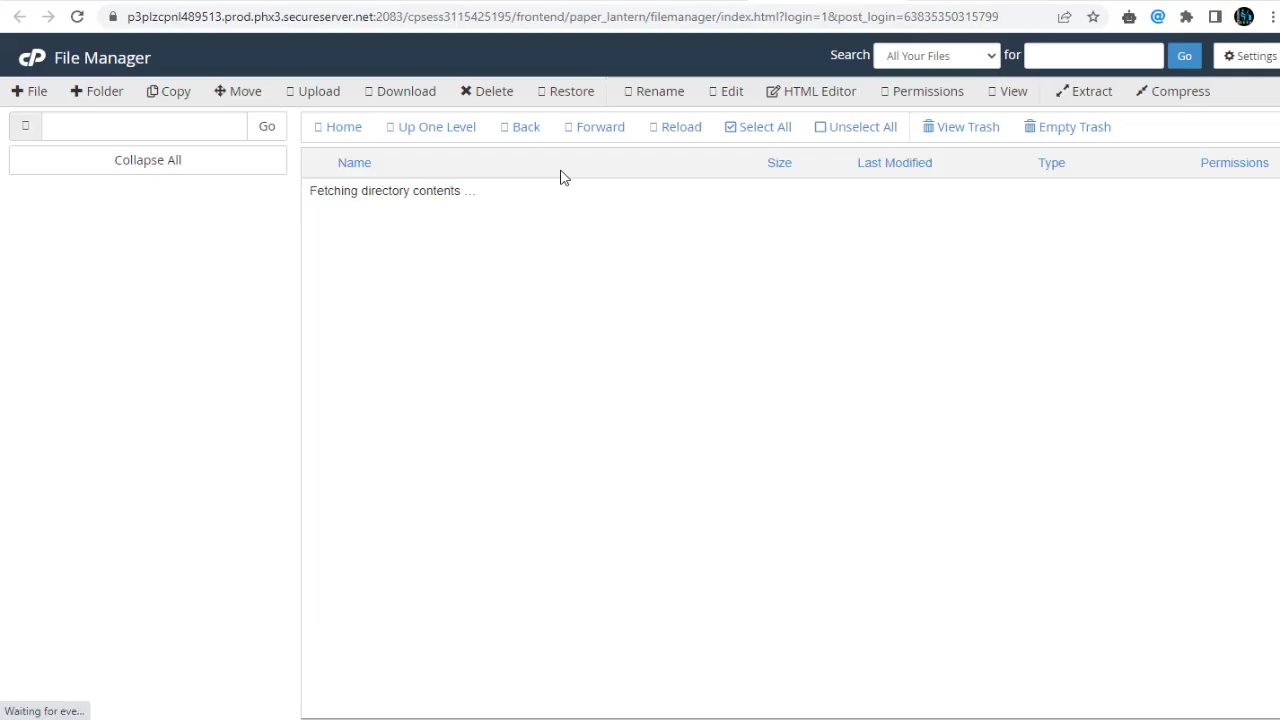 p3plzcpnl489513.prod.phx3.secureserver.net:2083/cpsess3115425195/frontend/paper_lantern/filemanager/index.html?login=1&post_login=63835350315799
cP File Manager
Search All Your Files for Go Settings
File Folder Copy Move Upload Download Delete Restore Rename Edit HTML Editor Permissions View Extract Compress
Go Home Up One Level Back Forward Reload Select All Unselect All View Trash Empty Trash
Collapse All
Name Size Last Modified Type Permissions
Fetching directory contents ...
Waiting for eve...